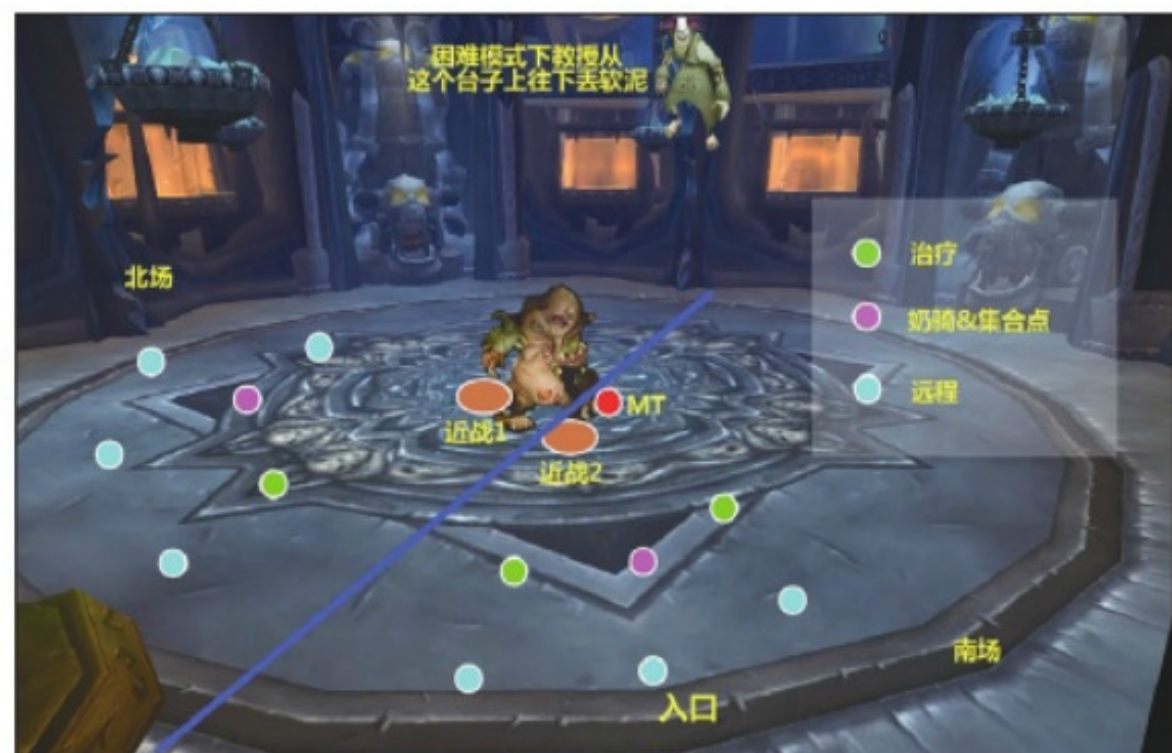 困难模式下教授从
这个台子上往下丢软泥
北场
治疗
奶骑&集合点
远程
MT
近战1
近战2
南场
入口